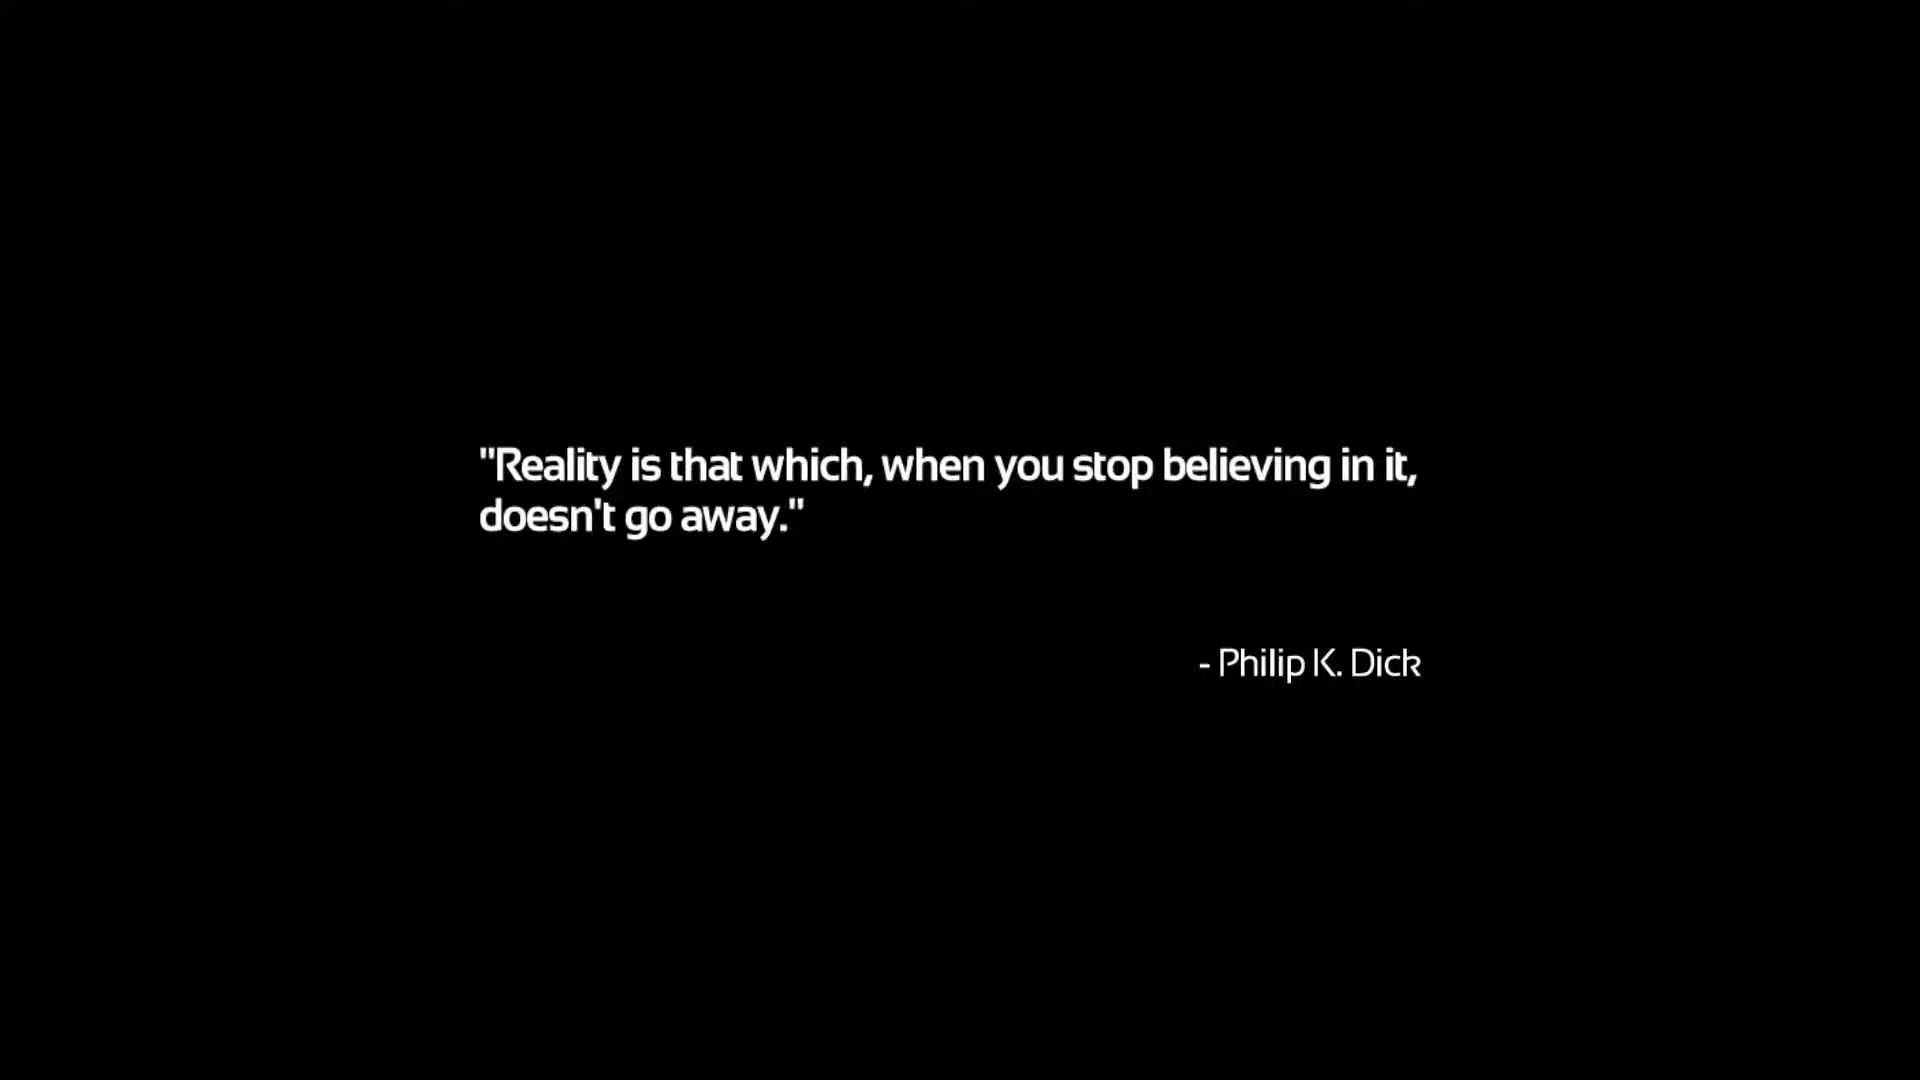 "Reality is that which, when you stop believing in it,
doesn't go away."
- Philip K. Dick